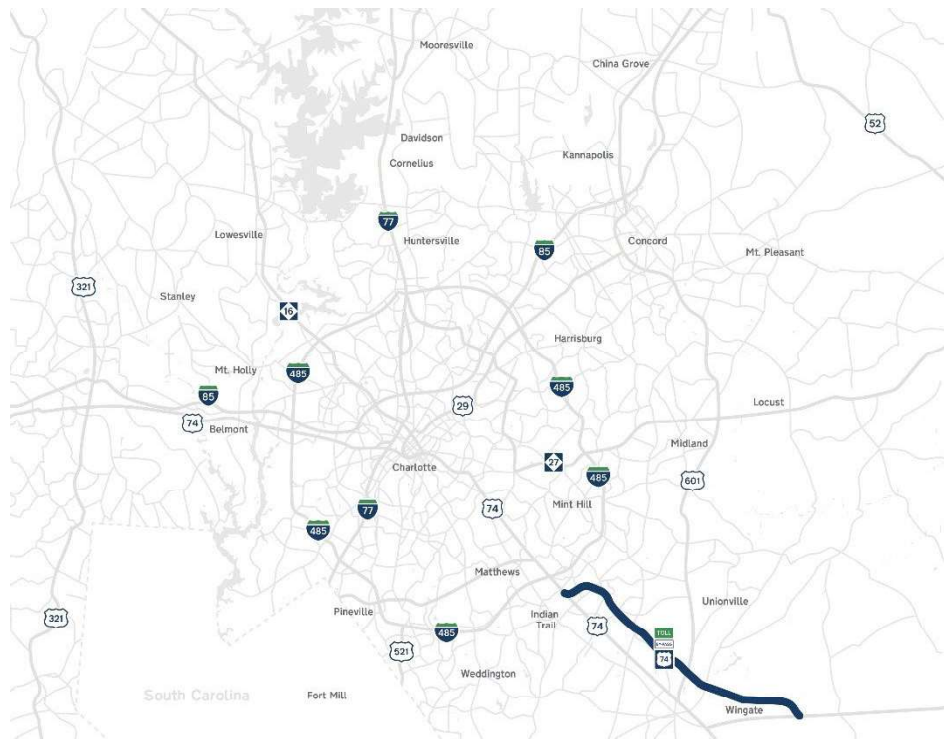 Mooresville
China Grove
52
Davidson
Cornelius
Kannapolis
77
Lowesville
Huntersville
85
Concord
Mt. Pleasant
321
Stanley
16
Harrisburg
Mt. Holly
485
485
85
74
Belmont
29
Locust
Charlotte
27
Midland
485
601
77
74
Mint Hill
485
Matthews
321
Pineville
Indian
Trail
74
Unionville
485
521
TOLL
74
Weddington
South Carolina
Fort Mill
Wingate